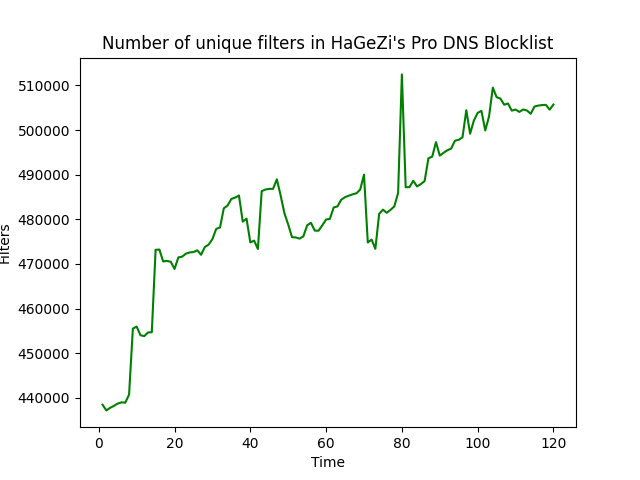 Number of unique filters in HaGeZi's Pro DNS Blocklist
510000
500000
490000
480000
470000
460000
450000
440000
Filters
0 20 40 60 80 100 120
Time